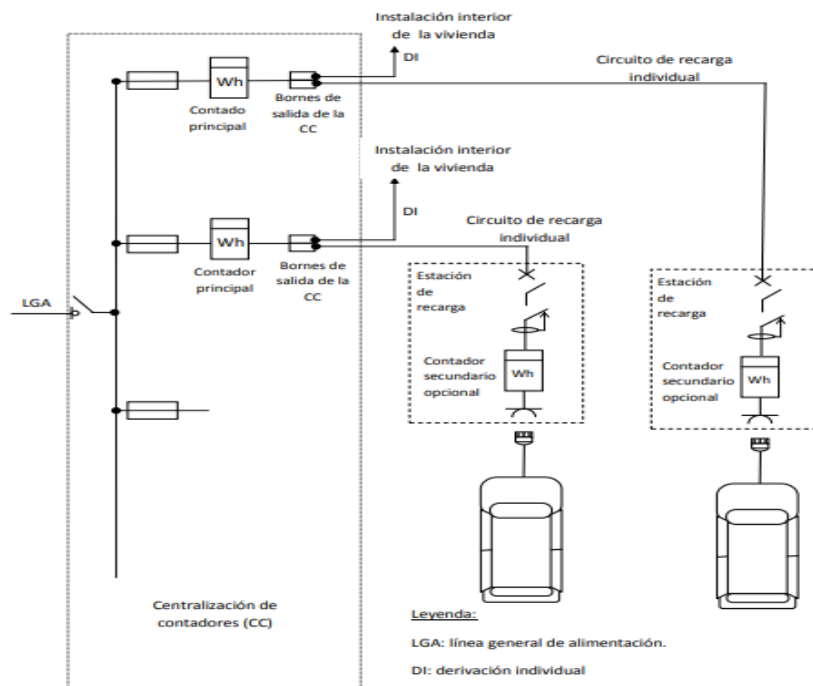 Instalación interior
de la vivienda
DI
Circuito de recarga
individual
Wh
Contado
principal
Bornes de
salida de la
CC
Instalación interior
de la vivienda
DI
Circuito de recarga
individual
Wh
Contador
principal
Bornes de
salida de la
CC
LGA
Estación
de
recarga
Contador
secundario
opcional
Wh
Estación
de
recarga
Contador
secundario
opcional
Wh
Centralización de
contadores (CC)
Leyenda:
LGA: línea general de alimentación.
DI: derivación individual